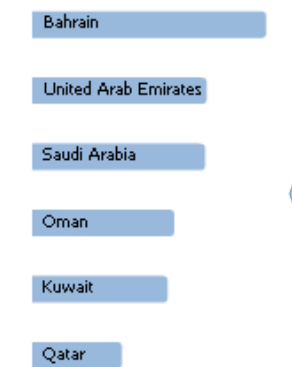 Bahrain
United Arab Emirates
Saudi Arabia
Oman
Kuwait
Qatar